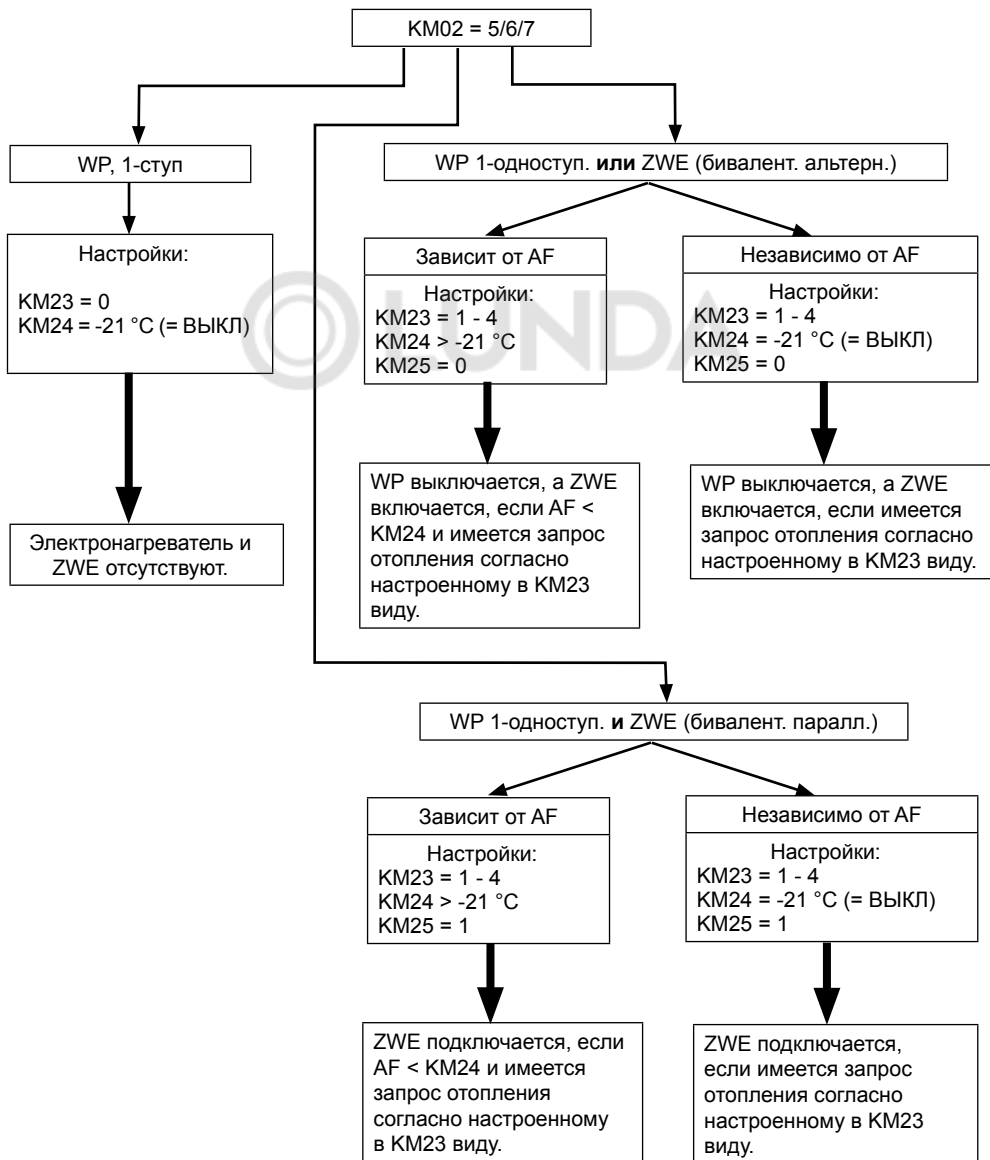 KM02 = 5/6/7
WP, 1-ступ
Настройки:
KM23 = 0
KM24 = -21 °C (= ВЫКЛ)
Электронагреватель и
ZWE отсутствуют.
WP 1-одноступ. или ZWE (бивалент. альтерн.)
Зависит от AF
Настройки:
KM23 = 1 - 4
KM24 > -21 °C
KM25 = 0
WP выключается, а ZWE
включается, если AF <
KM24 и имеется запрос
отопления согласно
настроенному в KM23
виду.
Независимо от AF
Настройки:
KM23 = 1 - 4
KM24 = -21 °C (= ВЫКЛ)
KM25 = 0
WP выключается, а ZWE
включается, если имеется
запрос отопления согласно
настроенному в KM23 виду.
LUNDA
WP 1-одноступ. и ZWE (бивалент. паралл.)
Зависит от AF
Настройки:
KM23 = 1 - 4
KM24 > -21 °C
KM25 = 1
ZWE подключается, если
AF < KM24 и имеется
запрос отопления
согласно настроенному
в KM23 виду.
Независимо от AF
Настройки:
KM23 = 1 - 4
KM24 = -21 °C (= ВЫКЛ)
KM25 = 1
ZWE подключается,
если имеется запрос
отопления согласно
настроенному в KM23
виду.